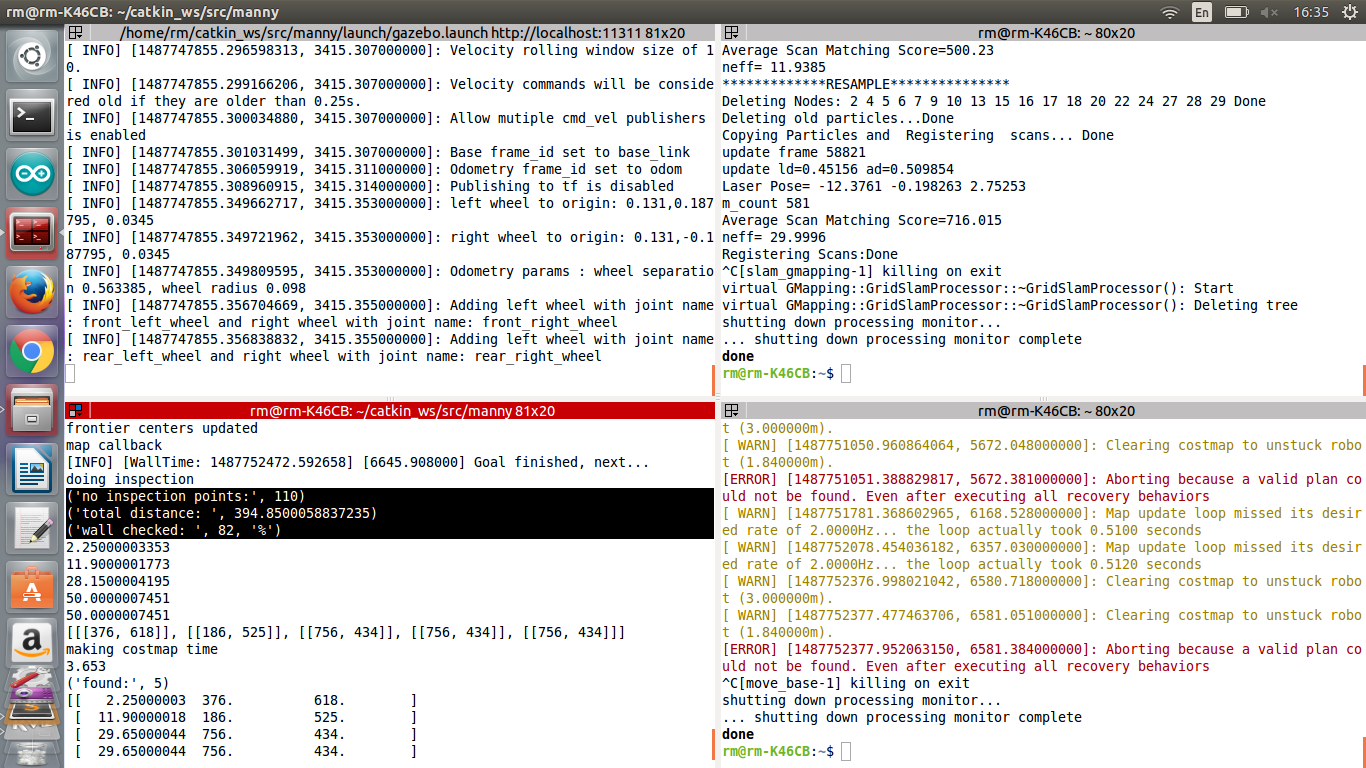 rm@rm-K46CB: ~/catkin_ws/src/manny
En
16:35
/home/rm/catkin_ws/src/manny/launch/gazebo.launch http://localhost:11311 81x20
[ INFO] [1487747855.296598313, 3415.307000000]: Velocity rolling window size of 1
0.
[ INFO] [1487747855.299166206, 3415.307000000]: Velocity commands will be conside
red old if they are older than 0.25s.
[ INFO] [1487747855.300034880, 3415.307000000]: Allow mutiple cmd_vel publishers
is enabled
[ INFO] [1487747855.301031499, 3415.307000000]: Base frame_id set to base_link
[ INFO] [1487747855.306059919, 3415.311000000]: Odometry frame_id set to odom
[ INFO] [1487747855.308960915, 3415.314000000]: Publishing to tf is disabled
[ INFO] [1487747855.349662717, 3415.353000000]: left wheel to origin: 0.131,0.187
795, 0.0345
[ INFO] [1487747855.349721962, 3415.353000000]: right wheel to origin: 0.131,-0.1
87795, 0.0345
[ INFO] [1487747855.349809595, 3415.353000000]: Odometry params : wheel separatio
n 0.563385, wheel radius 0.098
[ INFO] [1487747855.356704669, 3415.355000000]: Adding left wheel with joint name
: front_left_wheel and right wheel with joint name: front_right_wheel
[ INFO] [1487747855.356838832, 3415.355000000]: Adding left wheel with joint name
: rear_left_wheel and right wheel with joint name: rear_right_wheel
rm@rm-K46CB: ~ 80x20
Average Scan Matching Score=500.23
neff= 11.9385
*************RESAMPLE***************
Deleting Nodes: 2 4 5 6 7 9 10 13 15 16 17 18 20 22 24 27 28 29 Done
Deleting old particles...Done
Copying Particles and  Registering  scans... Done
update frame 58821
update ld=0.45156 ad=0.509854
Laser Pose= -12.3761 -0.198263 2.75253
m_count 581
Average Scan Matching Score=716.015
neff= 29.9996
Registering Scans:Done
^C[slam_gmapping-1] killing on exit
virtual GMapping::GridSlamProcessor::~GridSlamProcessor(): Start
virtual GMapping::GridSlamProcessor::~GridSlamProcessor(): Deleting tree
shutting down processing monitor...
... shutting down processing monitor complete
done
rm@rm-K46CB:~$
rm@rm-K46CB: ~/catkin_ws/src/manny 81x20
frontier centers updated
map callback
[INFO] [WallTime: 1487752472.592658] [6645.908000] Goal finished, next...
doing inspection
('no inspection points:', 110)
('total distance: ', 394.8500058837235)
('wall checked: ', 82, '%')
2.25000003353
11.9000001773
28.1500004195
50.0000007451
50.0000007451
[[[376, 618]], [[186, 525]], [[756, 434]], [[756, 434]], [[756, 434]]]
making costmap time
3.653
('found:', 5)
[[   2.25000003  376.          618.        ]
 [  11.90000018  186.          525.        ]
 [  29.65000044  756.          434.        ]
 [  29.65000044  756.          434.        ]
rm@rm-K46CB: ~ 80x20
t (3.000000m).
[ WARN] [1487751050.960864064, 5672.048000000]: Clearing costmap to unstuck robo
t (1.840000m).
[ERROR] [1487751051.388829817, 5672.381000000]: Aborting because a valid plan co
uld not be found. Even after executing all recovery behaviors
[ WARN] [1487751781.368602965, 6168.528000000]: Map update loop missed its desir
ed rate of 2.0000Hz... the loop actually took 0.5100 seconds
[ WARN] [1487752078.454036182, 6357.030000000]: Map update loop missed its desir
ed rate of 2.0000Hz... the loop actually took 0.5120 seconds
[ WARN] [1487752376.998021042, 6580.718000000]: Clearing costmap to unstuck robo
t (3.000000m).
[ WARN] [1487752377.477463706, 6581.051000000]: Clearing costmap to unstuck robo
t (1.840000m).
[ERROR] [1487752377.952063150, 6581.384000000]: Aborting because a valid plan co
uld not be found. Even after executing all recovery behaviors
^C[move_base-1] killing on exit
shutting down processing monitor...
... shutting down processing monitor complete
done
rm@rm-K46CB:~$